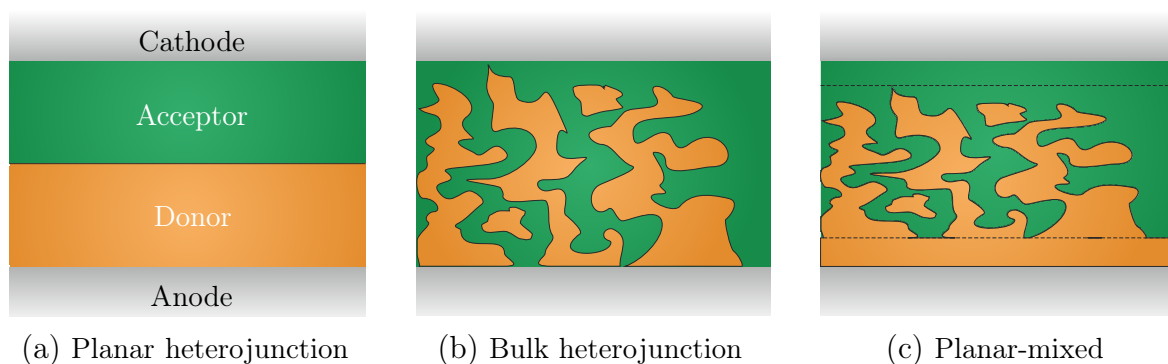 Cathode
Acceptor
Donor
Anode
(a) Planar heterojunction
(b) Bulk heterojunction
(c) Planar-mixed